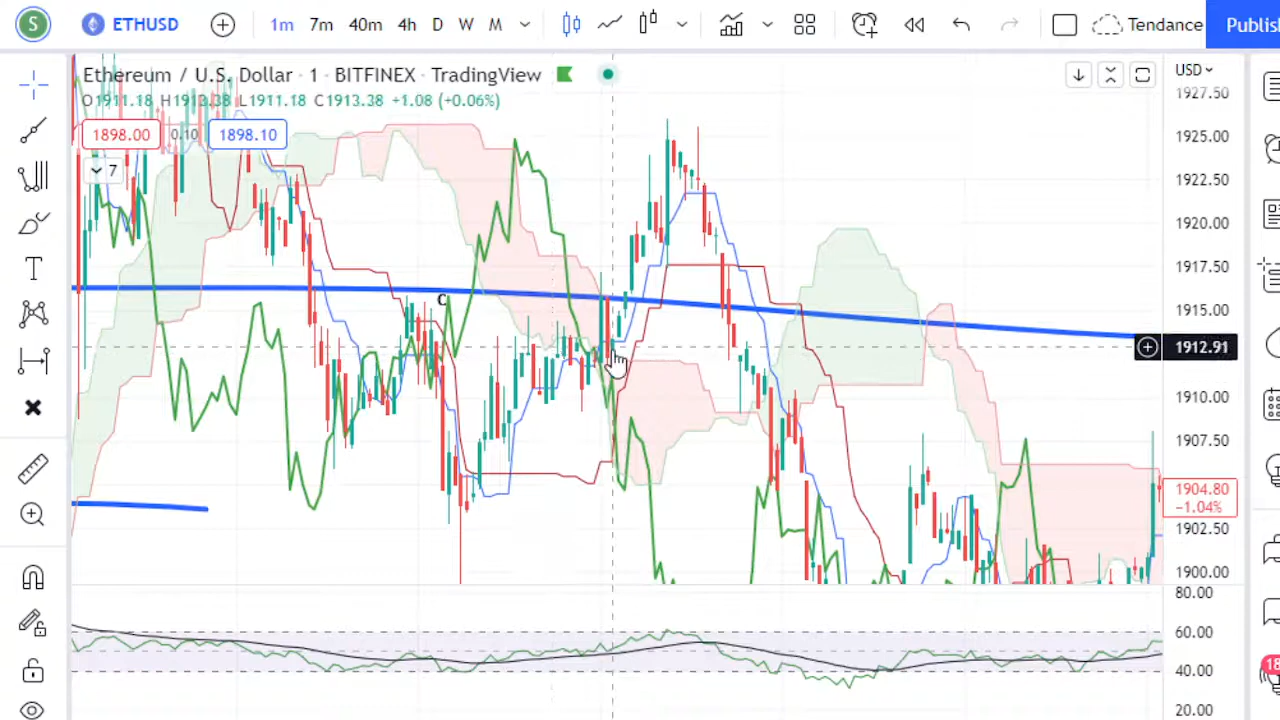 S ETHUSD 1m 7m 40m 4h D W M Tendance Publis
Ethereum / U.S. Dollar · 1 · BITFINEX · TradingView
O1911.18 H1913.38 L1911.18 C1913.38 +1.08 (+0.06%)
1898.00 0.10 1898.10
7
C
T
USD
1927.50
1925.00
1922.50
1920.00
1917.50
1915.00
1912.91
1910.00
1907.50
1904.80
−1.04%
1902.50
1900.00
80.00
60.00
40.00
20.00
18